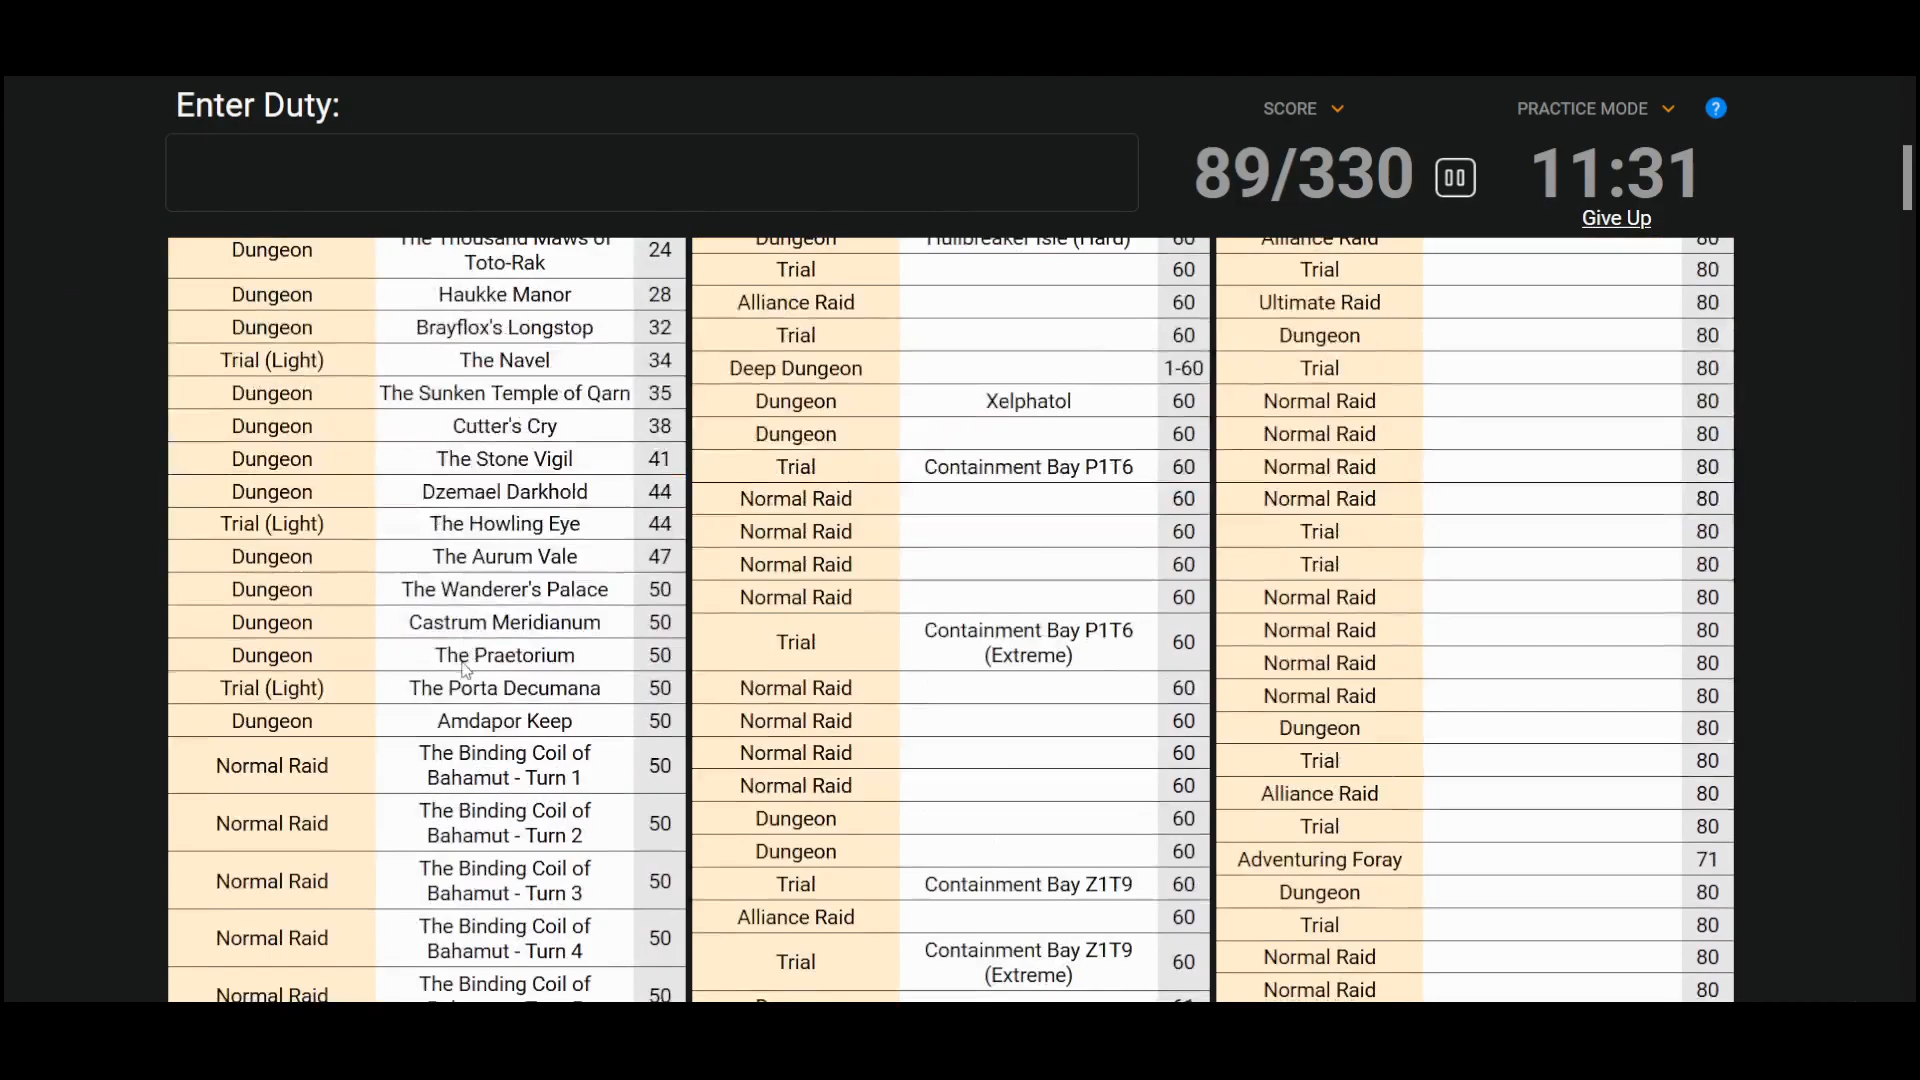 Enter Duty:
SCORE
PRACTICE MODE
?
89/330
11:31
Give Up
Dungeon The Thousand Maws of Toto-Rak 24
Dungeon Haukke Manor 28
Dungeon Brayflox's Longstop 32
Trial (Light) The Navel 34
Dungeon The Sunken Temple of Qarn 35
Dungeon Cutter's Cry 38
Dungeon The Stone Vigil 41
Dungeon Dzemael Darkhold 44
Trial (Light) The Howling Eye 44
Dungeon The Aurum Vale 47
Dungeon The Wanderer's Palace 50
Dungeon Castrum Meridianum 50
Dungeon The Praetorium 50
Trial (Light) The Porta Decumana 50
Dungeon Amdapor Keep 50
Normal Raid The Binding Coil of Bahamut - Turn 1 50
Normal Raid The Binding Coil of Bahamut - Turn 2 50
Normal Raid The Binding Coil of Bahamut - Turn 3 50
Normal Raid The Binding Coil of Bahamut - Turn 4 50
Normal Raid The Binding Coil of 50
Dungeon Hullbreaker Isle (Hard) 60
Trial 60
Alliance Raid 60
Trial 60
Deep Dungeon 1-60
Dungeon Xelphatol 60
Dungeon 60
Trial Containment Bay P1T6 60
Normal Raid 60
Normal Raid 60
Normal Raid 60
Normal Raid 60
Trial Containment Bay P1T6 (Extreme) 60
Normal Raid 60
Normal Raid 60
Normal Raid 60
Normal Raid 60
Dungeon 60
Dungeon 60
Trial Containment Bay Z1T9 60
Alliance Raid 60
Trial Containment Bay Z1T9 (Extreme) 60
Alliance Raid 80
Trial 80
Ultimate Raid 80
Dungeon 80
Trial 80
Normal Raid 80
Normal Raid 80
Normal Raid 80
Normal Raid 80
Trial 80
Trial 80
Normal Raid 80
Normal Raid 80
Normal Raid 80
Normal Raid 80
Dungeon 80
Trial 80
Alliance Raid 80
Trial 80
Adventuring Foray 71
Dungeon 80
Trial 80
Normal Raid 80
Normal Raid 80